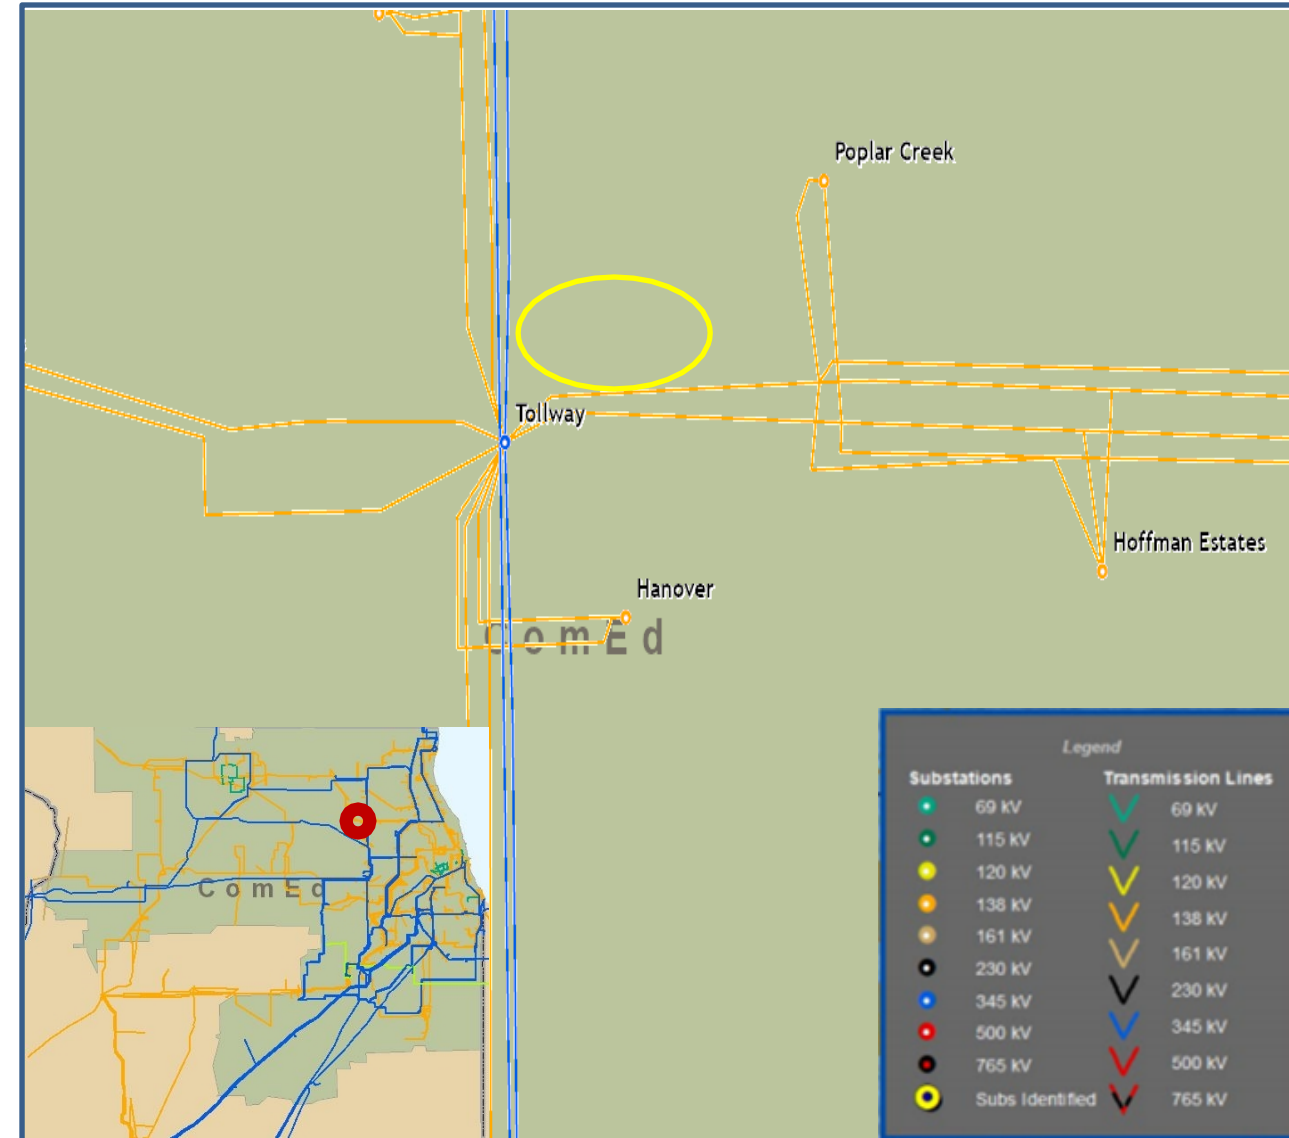 Poplar Creek
Tollway
Hoffman Estates
Hanover
ComEd
ComEd
Legend
Substations Transmission Lines
69 kV 69 kV
115 kV 115 kV
120 kV 120 kV
138 kV 138 kV
161 kV 161 kV
230 kV 230 kV
345 kV 345 kV
500 kV 500 kV
765 kV 765 kV
Subs Identified